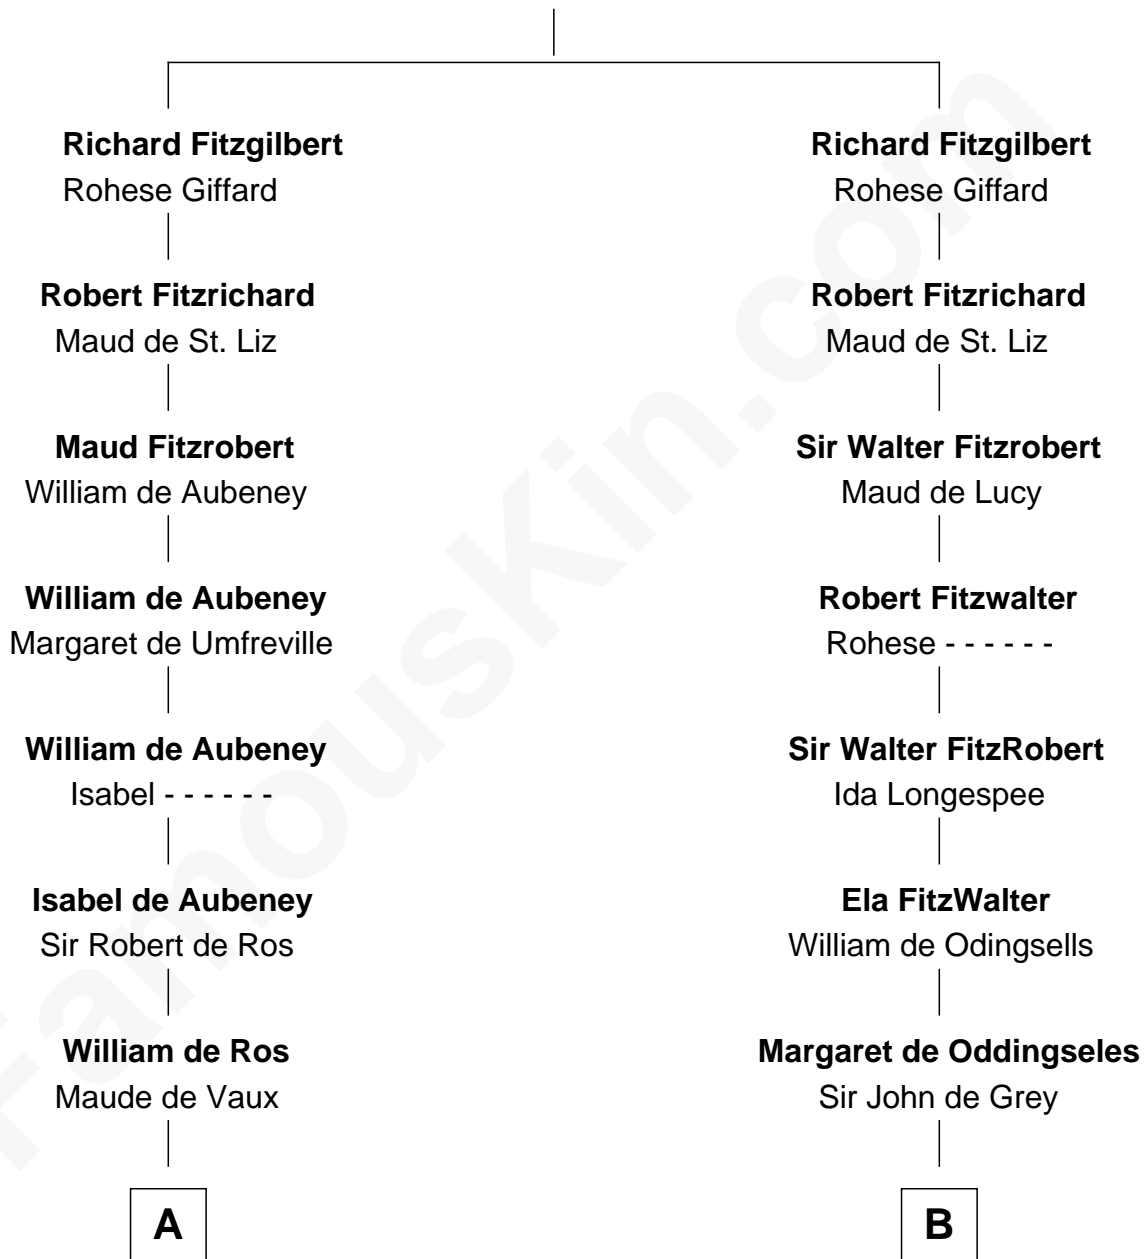 Richard Fitzgilbert
Rohese Giffard
Robert Fitzrichard
Maud de St. Liz
Maud Fitzrobert
William de Aubeney
William de Aubeney
Margaret de Umfreville
William de Aubeney
Isabel - - - - - -
Isabel de Aubeney
Sir Robert de Ros
William de Ros
Maude de Vaux
A
Richard Fitzgilbert
Rohese Giffard
Robert Fitzrichard
Maud de St. Liz
Sir Walter Fitzrobert
Maud de Lucy
Robert Fitzwalter
Rohese - - - - - -
Sir Walter FitzRobert
Ida Longespee
Ela FitzWalter
William de Odingsells
Margaret de Oddingseles
Sir John de Grey
B
FamousKin.com